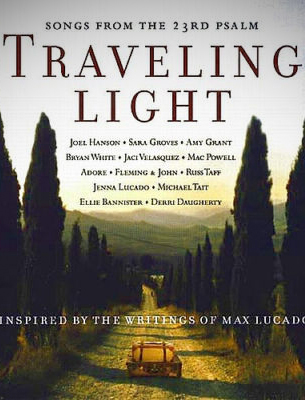 SONGS FROM THE 23RD PSALM
TRAVELING
LIGHT
JOEL HANSON • SARA GROVES • AMY GRANT
BRYAN WHITE • JACI VELASQUEZ • MAC POWELL
ADORE • FLEMING & JOHN • RUSS TAFF
JENNA LUCADO • MICHAEL TAIT
ELLIE BANNISTER • DERRI DAUGHERTY
INSPIRED BY THE WRITINGS OF MAX LUCADO